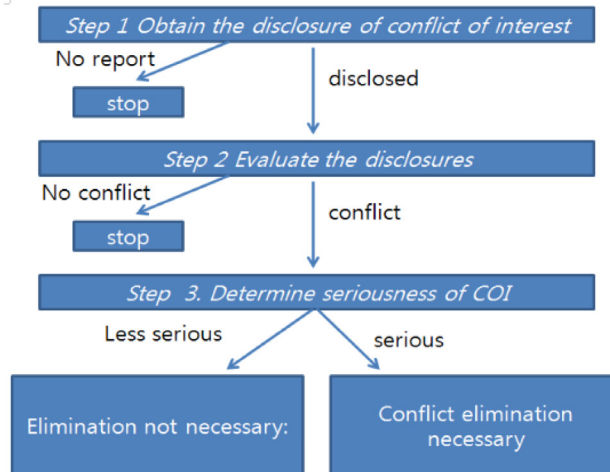 Step 1 Obtain the disclosure of conflict of interest
No report
stop
disclosed
Step 2 Evaluate the disclosures
No conflict
stop
conflict
Step 3. Determine seriousness of COI
Less serious
serious
Elimination not necessary:
Conflict elimination
necessary